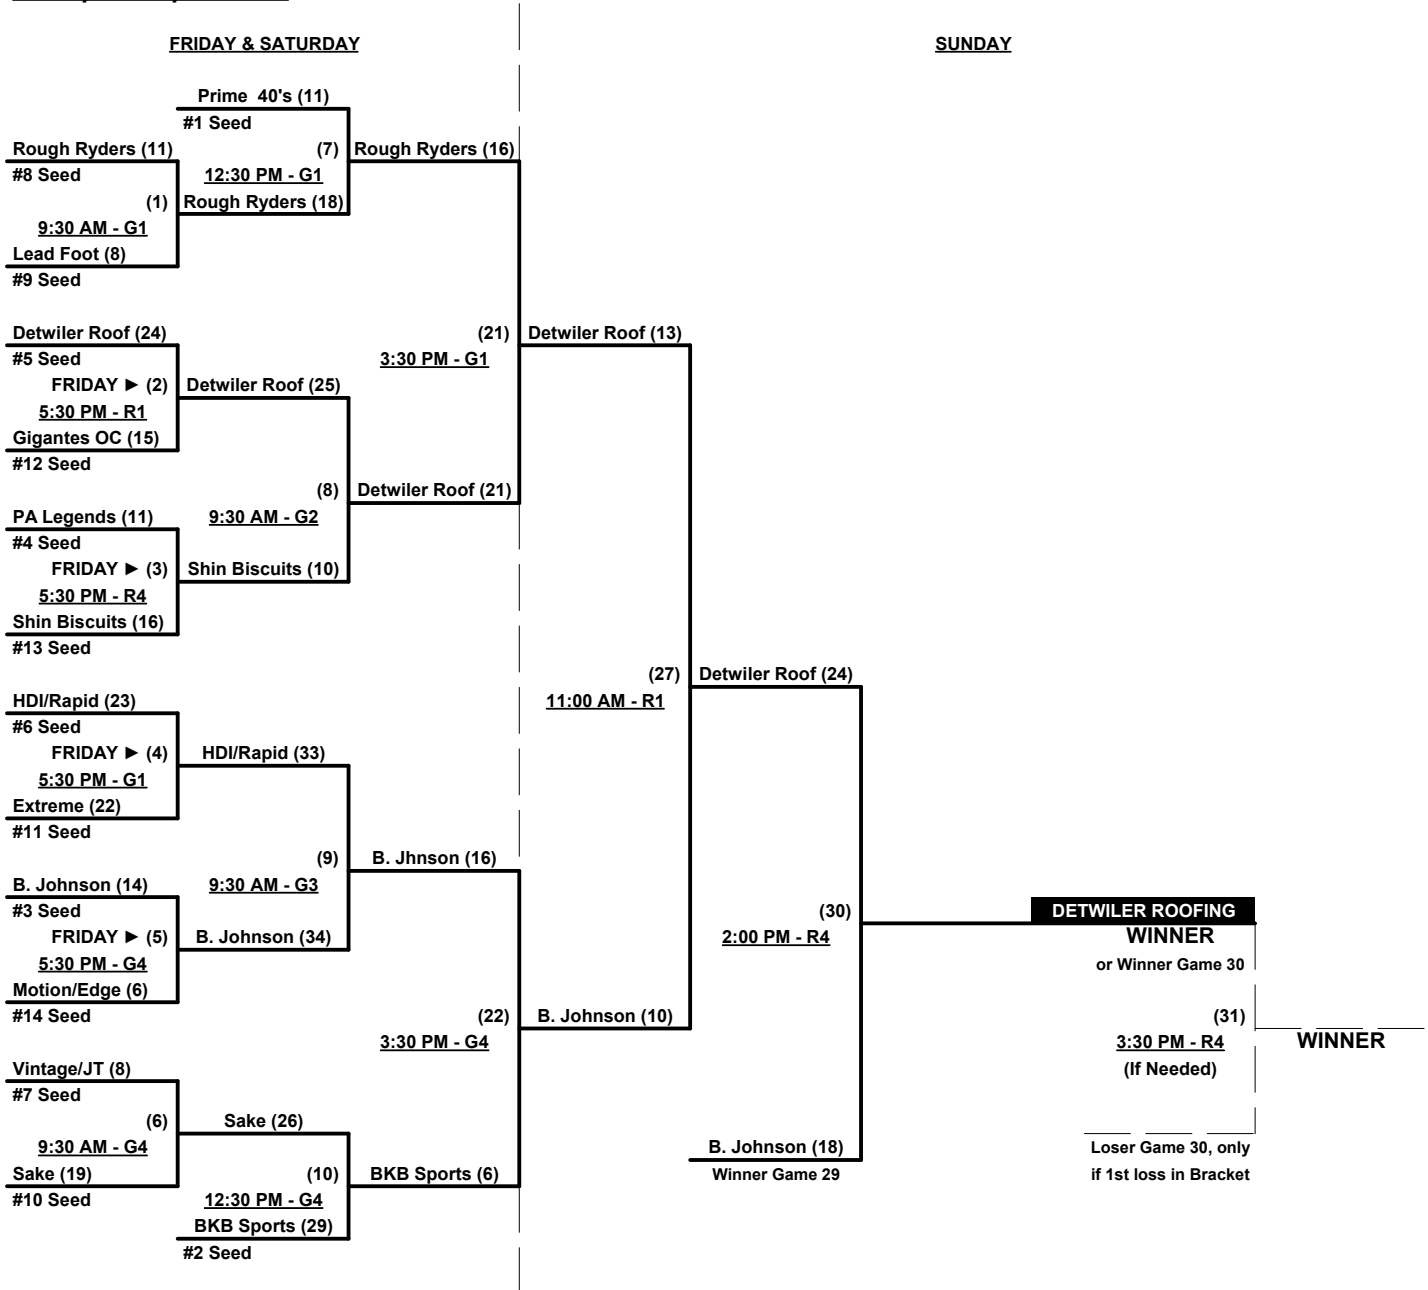 FRIDAY & SATURDAY
SUNDAY
Prime 40's (11)
#1 Seed
Rough Ryders (11)
(7)
Rough Ryders (16)
#8 Seed
12:30 PM - G1
(1)
Rough Ryders (18)
9:30 AM - G1
Lead Foot (8)
#9 Seed
Detwiler Roof (24)
(21)
Detwiler Roof (13)
#5 Seed
3:30 PM - G1
FRIDAY ► (2)
Detwiler Roof (25)
5:30 PM - R1
Gigantes OC (15)
#12 Seed
(8)
Detwiler Roof (21)
PA Legends (11)
9:30 AM - G2
#4 Seed
FRIDAY ► (3)
Shin Biscuits (10)
5:30 PM - R4
Shin Biscuits (16)
#13 Seed
(27)
Detwiler Roof (24)
HDI/Rapid (23)
11:00 AM - R1
#6 Seed
FRIDAY ► (4)
HDI/Rapid (33)
5:30 PM - G1
Extreme (22)
#11 Seed
(9)
B. Jhnson (16)
B. Johnson (14)
9:30 AM - G3
#3 Seed
(30)
DETWILER ROOFING
FRIDAY ► (5)
B. Johnson (34)
2:00 PM - R4
WINNER
5:30 PM - G4
or Winner Game 30
Motion/Edge (6)
#14 Seed
(22)
B. Johnson (10)
(31)
3:30 PM - G4
3:30 PM - R4
WINNER
Vintage/JT (8)
(If Needed)
#7 Seed
(6)
Sake (26)
9:30 AM - G4
B. Johnson (18)
Loser Game 30, only
Sake (19)
(10)
BKB Sports (6)
Winner Game 29
if 1st loss in Bracket
#10 Seed
12:30 PM - G4
BKB Sports (29)
#2 Seed